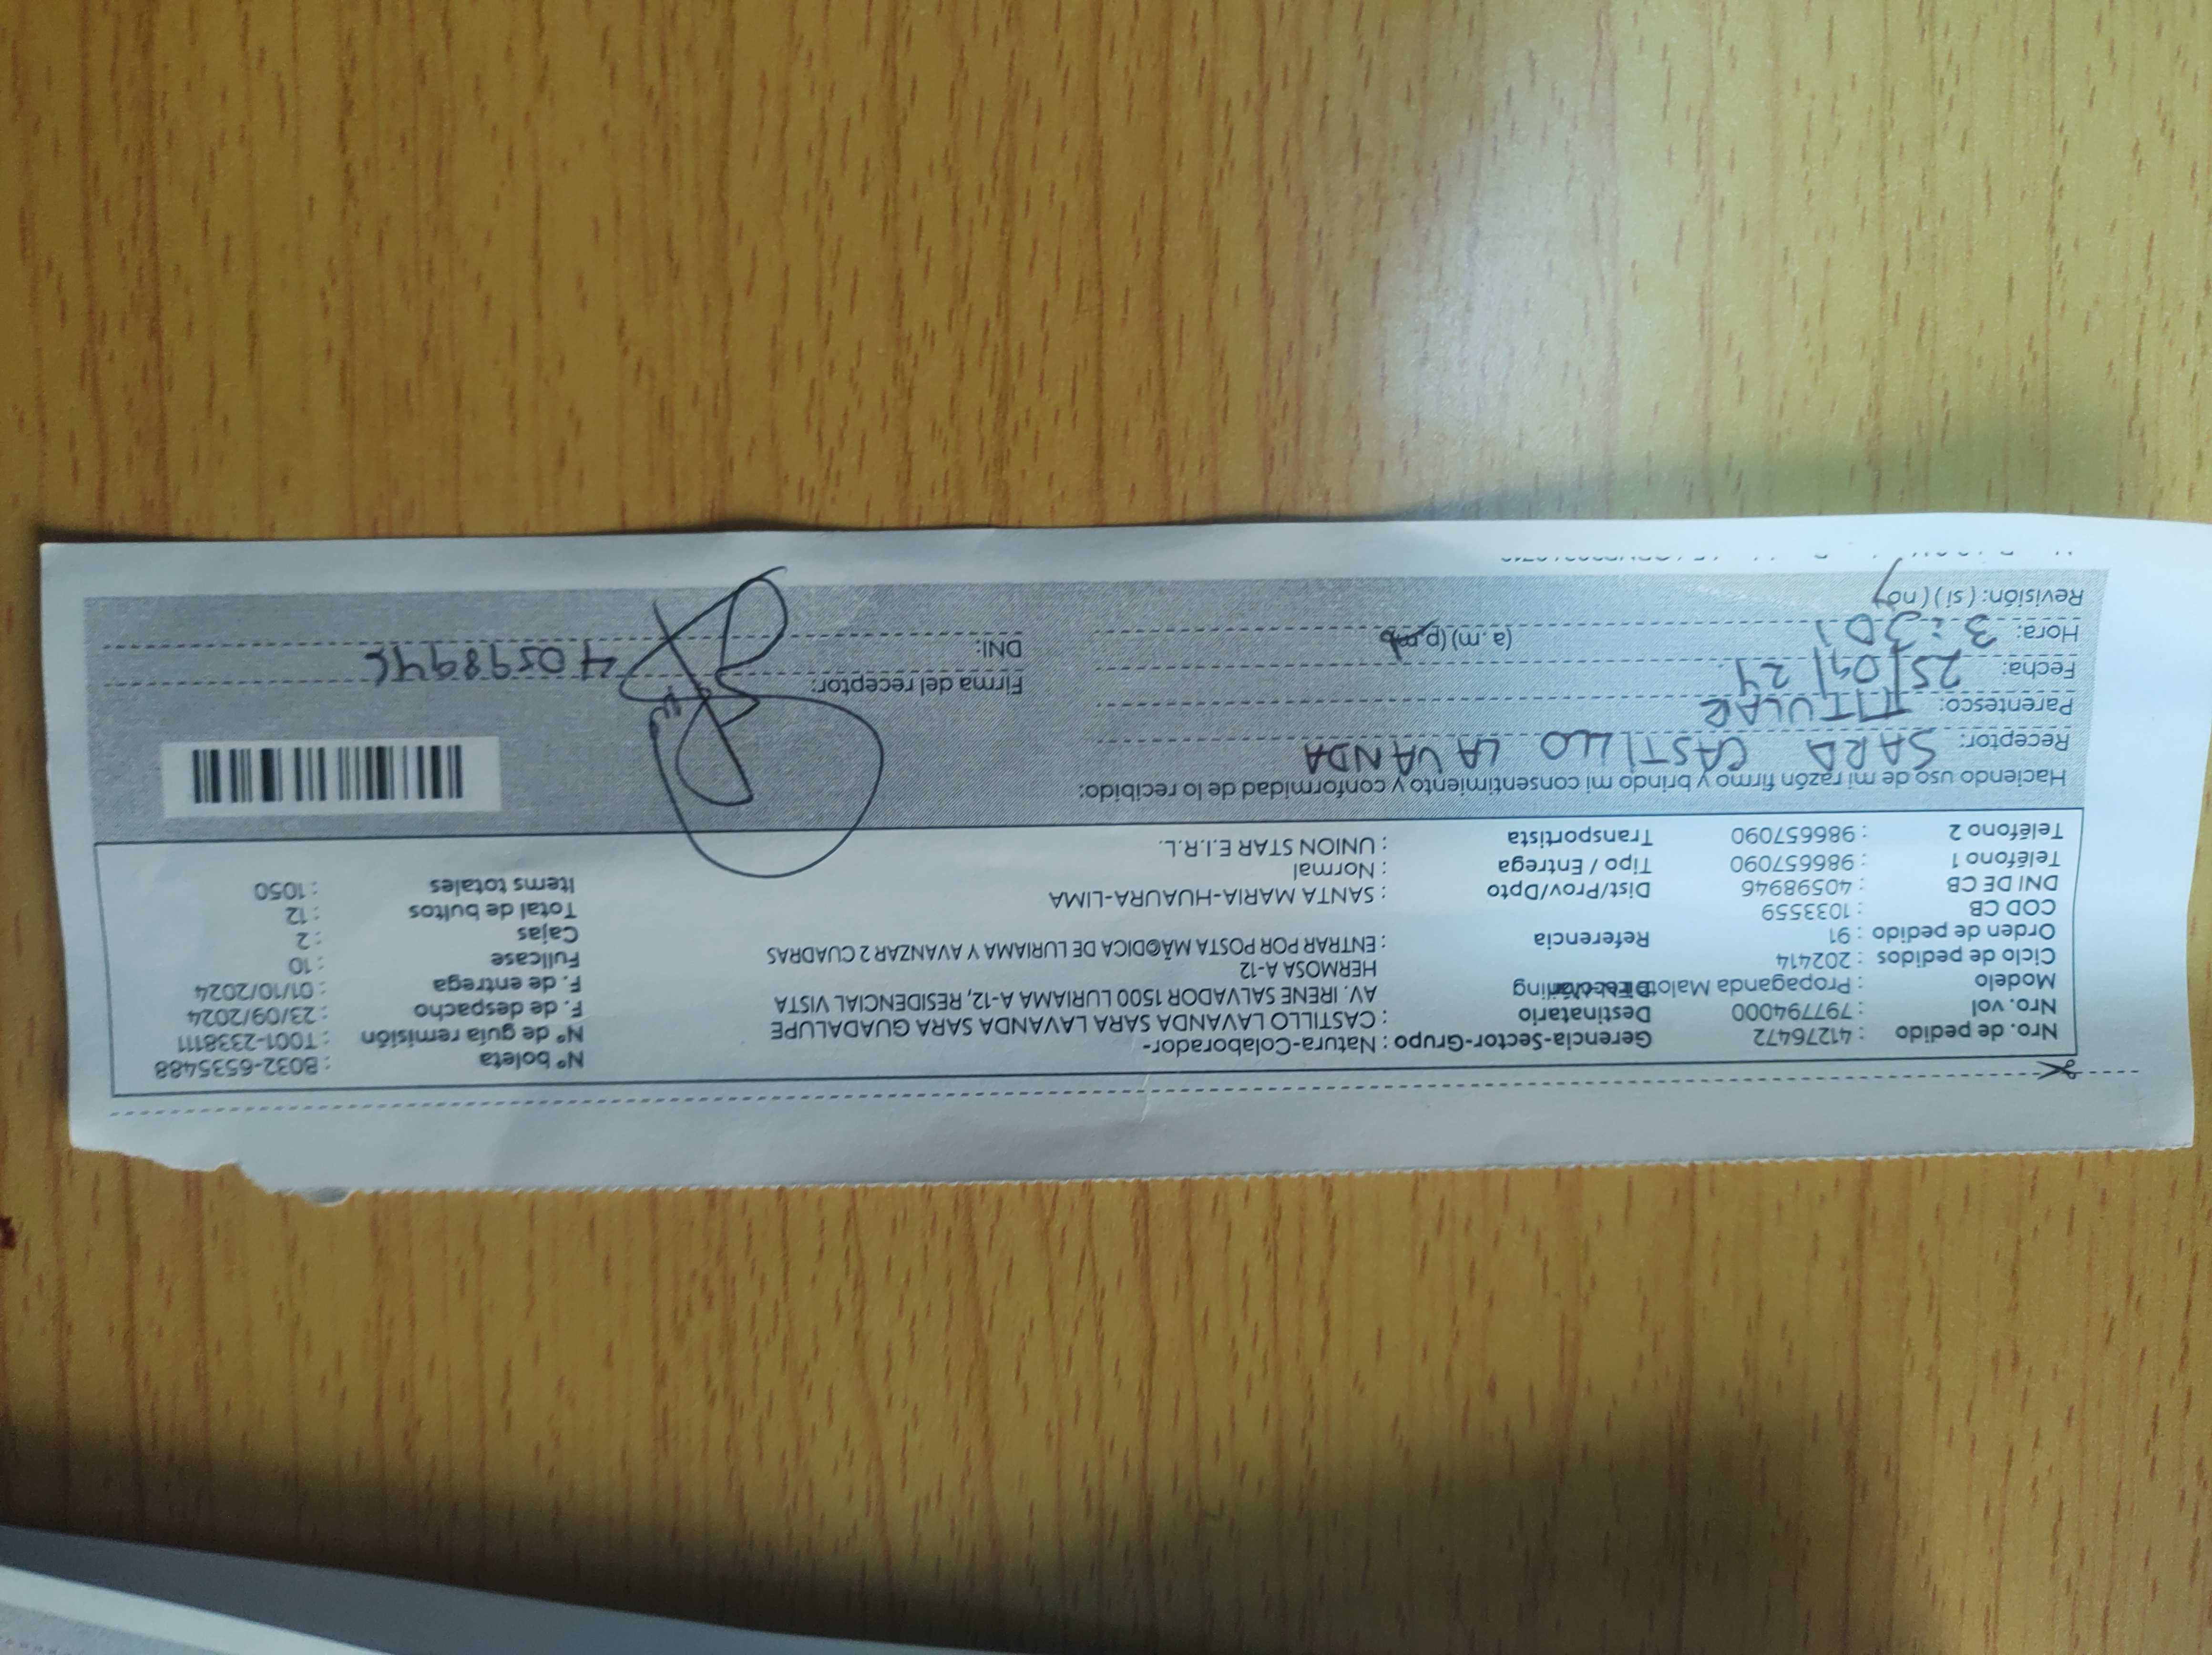 Nro. de pedido : 41276472 Gerencia-Sector-Grupo : Natura-Colaborador- N° boleta : B032-6535488
Nro. vol : 797794000 Destinatario : CASTILLO LAVANDA SARA LAVANDA SARA GUADALUPE N° de guía remisión : T001-2338111
Modelo : Propaganda Malote Dirección AV. IRENE SALVADOR 1500 LURIAMA A-12, RESIDENCIAL VISTA F. de despacho : 23/09/2024
Ciclo de pedidos : 202414 HERMOSA A-12 F. de entrega : 01/10/2024
Orden de pedido : 91 Referencia : ENTRAR POR POSTA MÃ©DICA DE LURIAMA Y AVANZAR 2 CUADRAS Fullcase : 10
COD CB : 1033559 Cajas : 2
DNI DE CB : 40598946 Dist/Prov/Dpto : SANTA MARIA-HUAURA-LIMA Total de bultos : 12
Teléfono 1 : 986657090 Tipo / Entrega : Normal Items totales : 1050
Teléfono 2 : 986657090 Transportista : UNION STAR E.I.R.L.
Haciendo uso de mi razón firmo y brindo mi consentimiento y conformidad de lo recibido:
Receptor: SARA CASTILLO LAVANDA
Parentesco: TITULAR
Fecha: 25/09/24 Firma del receptor:
Hora: 3:30 (a.m) (p.m) DNI: 40598946
Revisión: (si) (no)